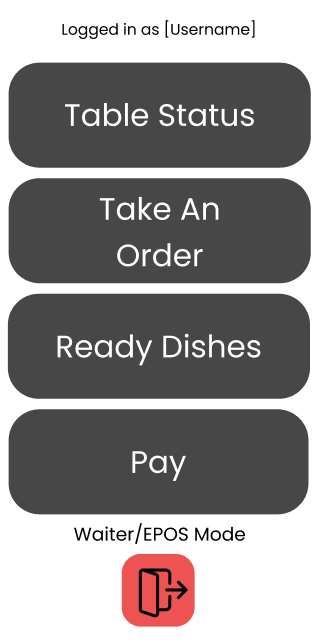 Logged in as [Username]
Table Status
Take An
Order
Ready Dishes
Pay
Waiter/EPOS Mode